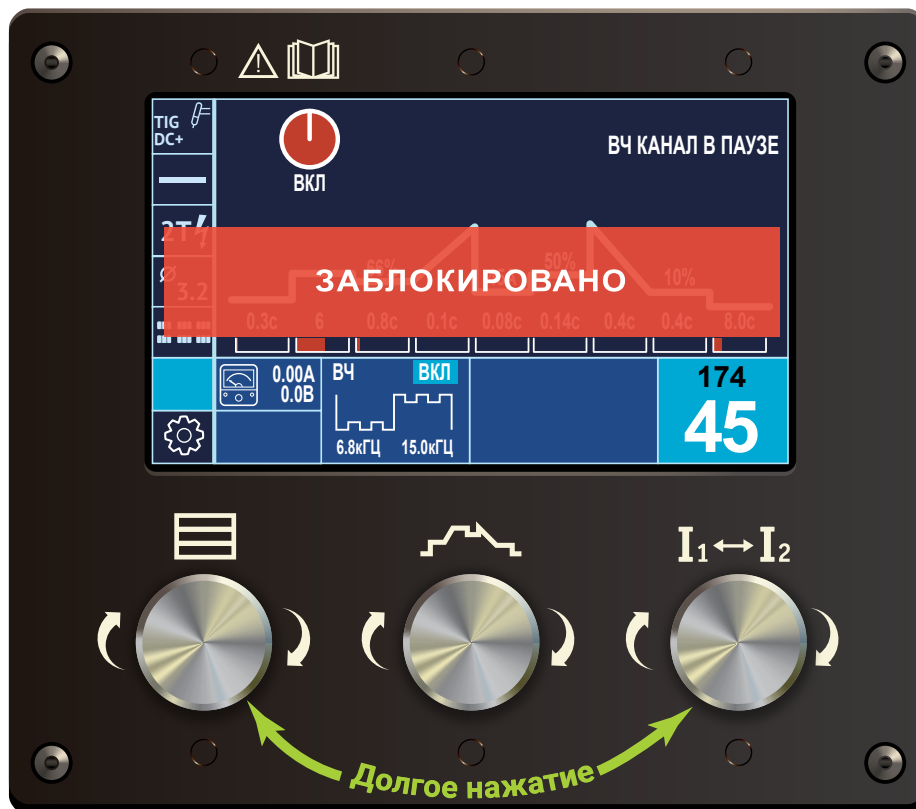 TIG
DC+
ВКЛ
ВЧ КАНАЛ В ПАУЗЕ
2T
66%
50%
10%
ЗАБЛОКИРОВАНО
Ø
3.2
0.3с 6 0.8с 0.1с 0.08с 0.14с 0.4с 0.4с 8.0с
0.00А
0.0В
ВЧ ВКЛ
6.8кГЦ 15.0кГЦ
174
45
I1 ↔ I2
Долгое нажатие